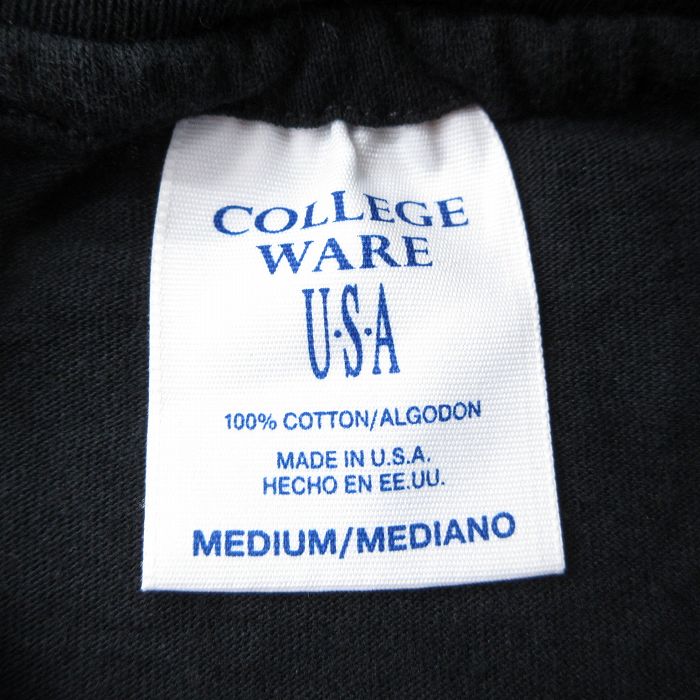 COLLEGE
WARE
U·S·A
100% COTTON/ALGODON
MADE IN U.S.A.
HECHO EN EE.UU.
MEDIUM/MEDIANO